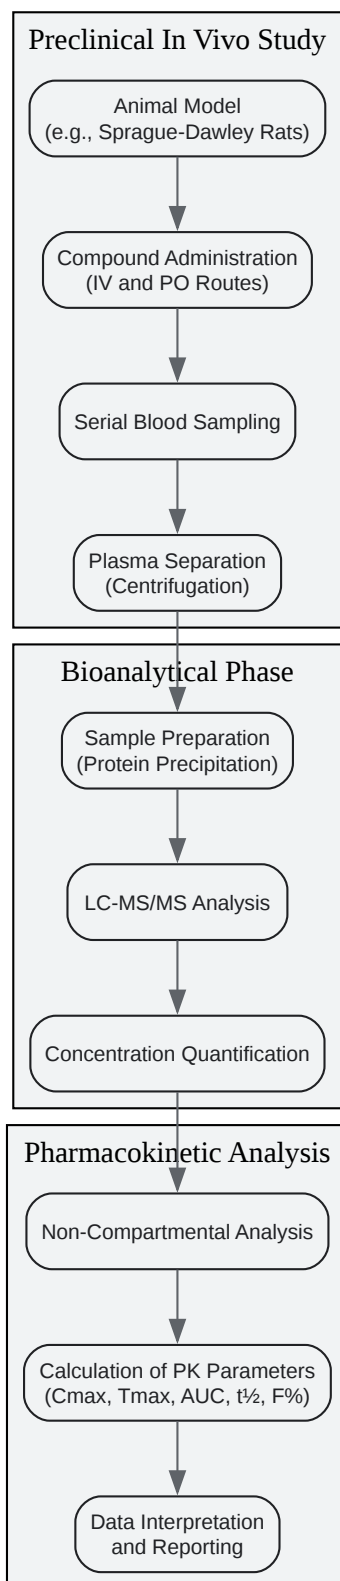 Preclinical In Vivo Study
Animal Model
(e.g., Sprague-Dawley Rats)
Compound Administration
(IV and PO Routes)
Serial Blood Sampling
Plasma Separation
(Centrifugation)
Bioanalytical Phase
Sample Preparation
(Protein Precipitation)
LC-MS/MS Analysis
Concentration Quantification
Pharmacokinetic Analysis
Non-Compartmental Analysis
Calculation of PK Parameters
(Cmax, Tmax, AUC, t½, F%)
Data Interpretation
and Reporting